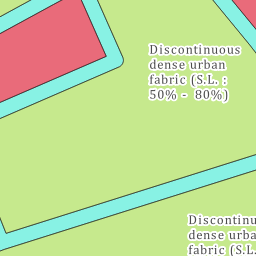 Discontinuous
dense urban
fabric (S.L. :
50% - 80%)
Discontinu
dense urba
fabric (S.L.